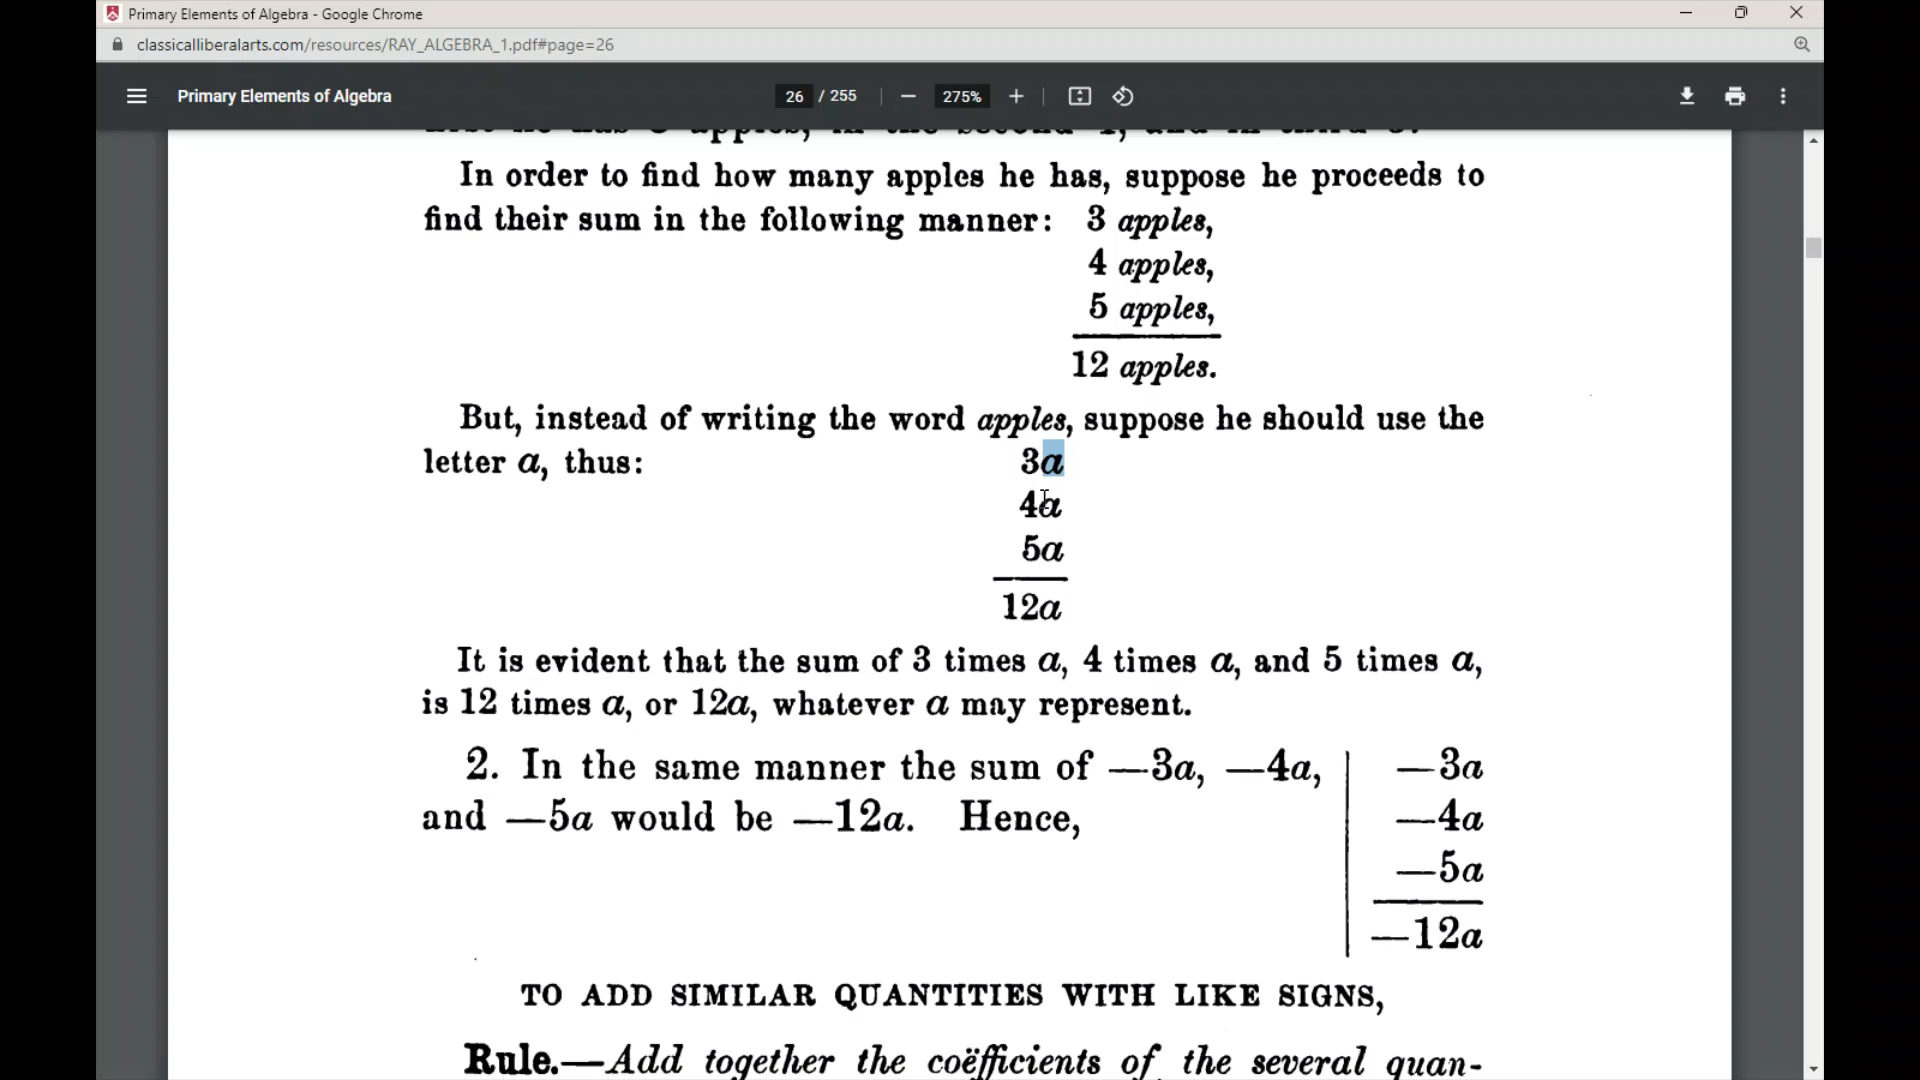 Primary Elements of Algebra - Google Chrome
classicalliberalarts.com/resources/RAY_ALGEBRA_1.pdf#page=26
Primary Elements of Algebra
26 / 255
275%
In order to find how many apples he has, suppose he proceeds to
find their sum in the following manner: 3 apples,
4 apples,
5 apples,
12 apples.
But, instead of writing the word apples, suppose he should use the
letter a, thus: 3a
4a
5a
12a
It is evident that the sum of 3 times a, 4 times a, and 5 times a,
is 12 times a, or 12a, whatever a may represent.
2. In the same manner the sum of —3a, —4a,
and —5a would be —12a. Hence,
—3a
—4a
—5a
—12a
TO ADD SIMILAR QUANTITIES WITH LIKE SIGNS,
Rule.—Add together the coëfficients of the several quan-